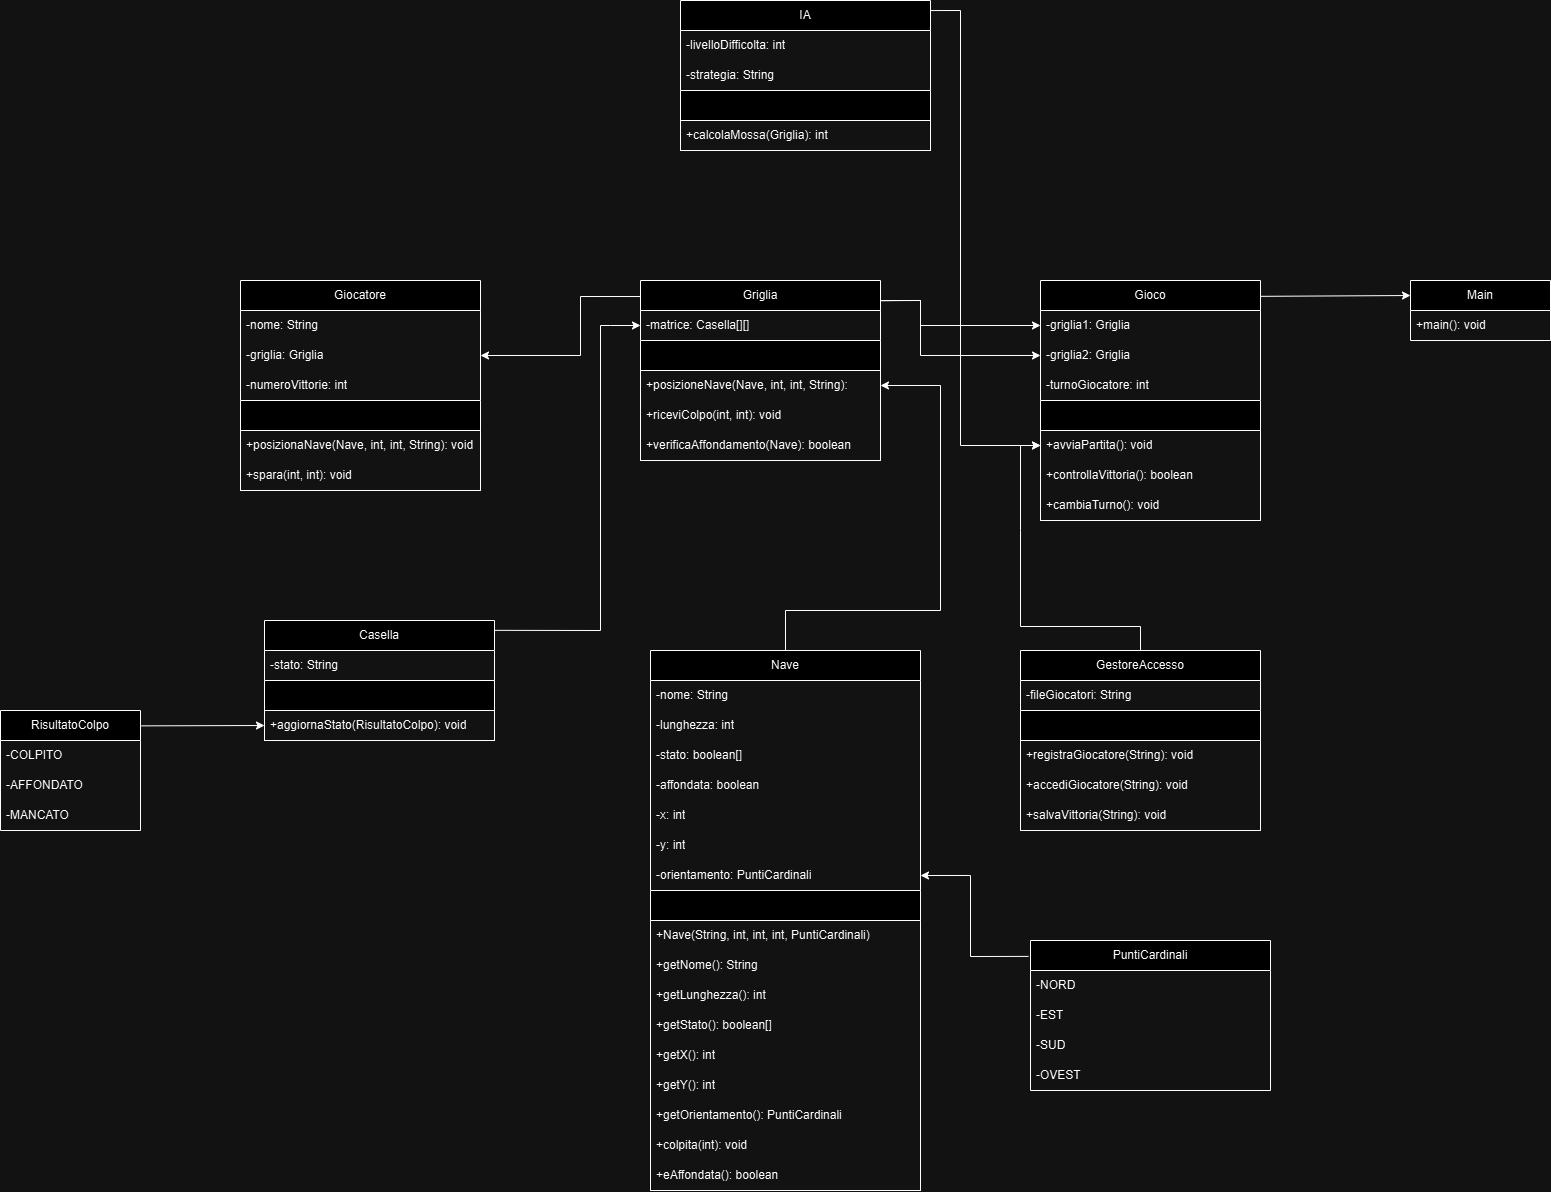 IA
-livelloDifficolta: int
-strategia: String
+calcolaMossa(Griglia): int
Giocatore
-nome: String
-griglia: Griglia
-numeroVittorie: int
+posizionaNave(Nave, int, int, String): void
+spara(int, int): void
Griglia
-matrice: Casella[][]
+posizioneNave(Nave, int, int, String):
+riceviColpo(int, int): void
+verificaAffondamento(Nave): boolean
Gioco
-griglia1: Griglia
-griglia2: Griglia
-turnoGiocatore: int
+avviaPartita(): void
+controllaVittoria(): boolean
+cambiaTurno(): void
Main
+main(): void
Casella
-stato: String
+aggiornaStato(RisultatoColpo): void
RisultatoColpo
-COLPITO
-AFFONDATO
-MANCATO
Nave
-nome: String
-lunghezza: int
-stato: boolean[]
-affondata: boolean
-x: int
-y: int
-orientamento: PuntiCardinali
+Nave(String, int, int, int, PuntiCardinali)
+getNome(): String
+getLunghezza(): int
+getStato(): boolean[]
+getX(): int
+getY(): int
+getOrientamento(): PuntiCardinali
+colpita(int): void
+eAffondata(): boolean
GestoreAccesso
-fileGiocatori: String
+registraGiocatore(String): void
+accediGiocatore(String): void
+salvaVittoria(String): void
PuntiCardinali
-NORD
-EST
-SUD
-OVEST